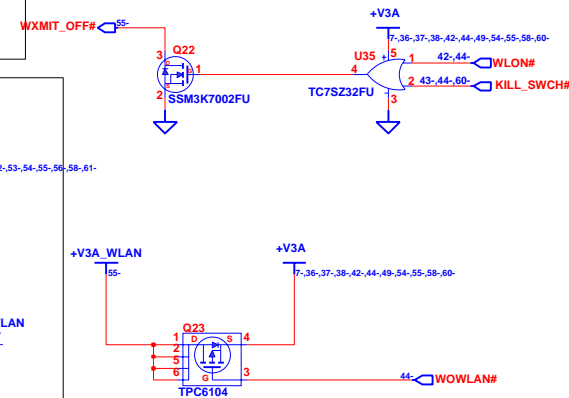 +V3A
WXMIT_OFF#
55-
7-,36-,37-,38-,42-,44-,49-,54-,55-,58-,60-
Q22
3
D
G
1
S
2
SSM3K7002FU
U35
5
+
4
-
3
TC7SZ32FU
1
42-,44-
WLON#
2
43-,44-,60-
KILL_SWCH#
2-,53-,54-,55-,56-,58-,61-
+V3A_WLAN
55-
+V3A
7-,36-,37-,38-,42-,44-,49-,54-,55-,58-,60-
LAN
Q23
1
D
S
4
2
5
6
G
3
TPC6104
44-
WOWLAN#